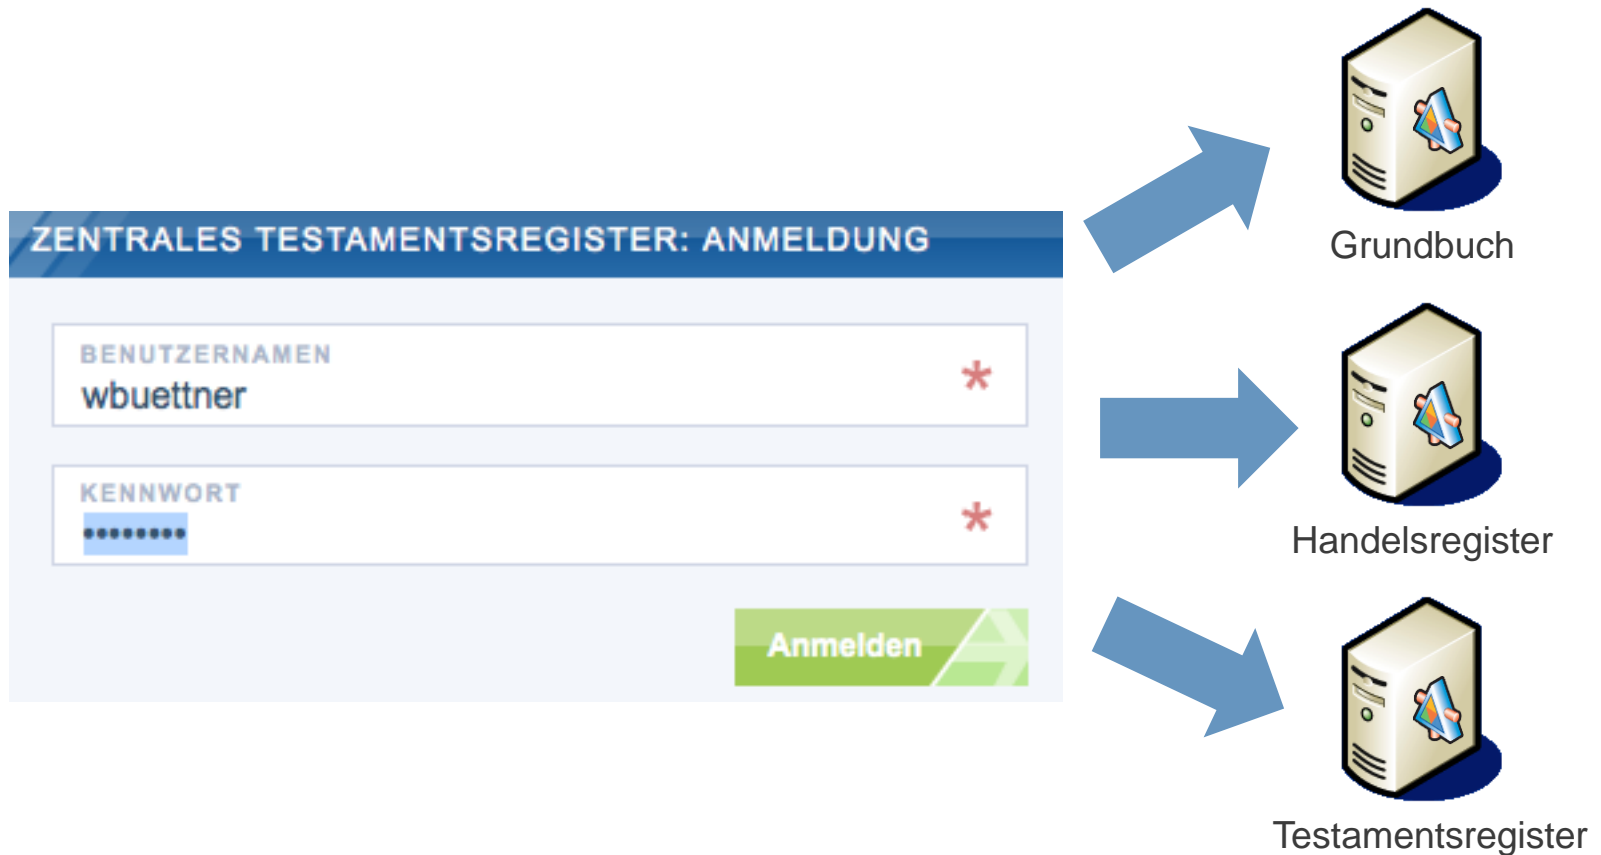 ZENTRALES TESTAMENTSREGISTER: ANMELDUNG
BENUTZERNAMEN
wbuettner
*
KENNWORT
••••••••
*
Anmelden
Grundbuch
Handelsregister
Testamentsregister